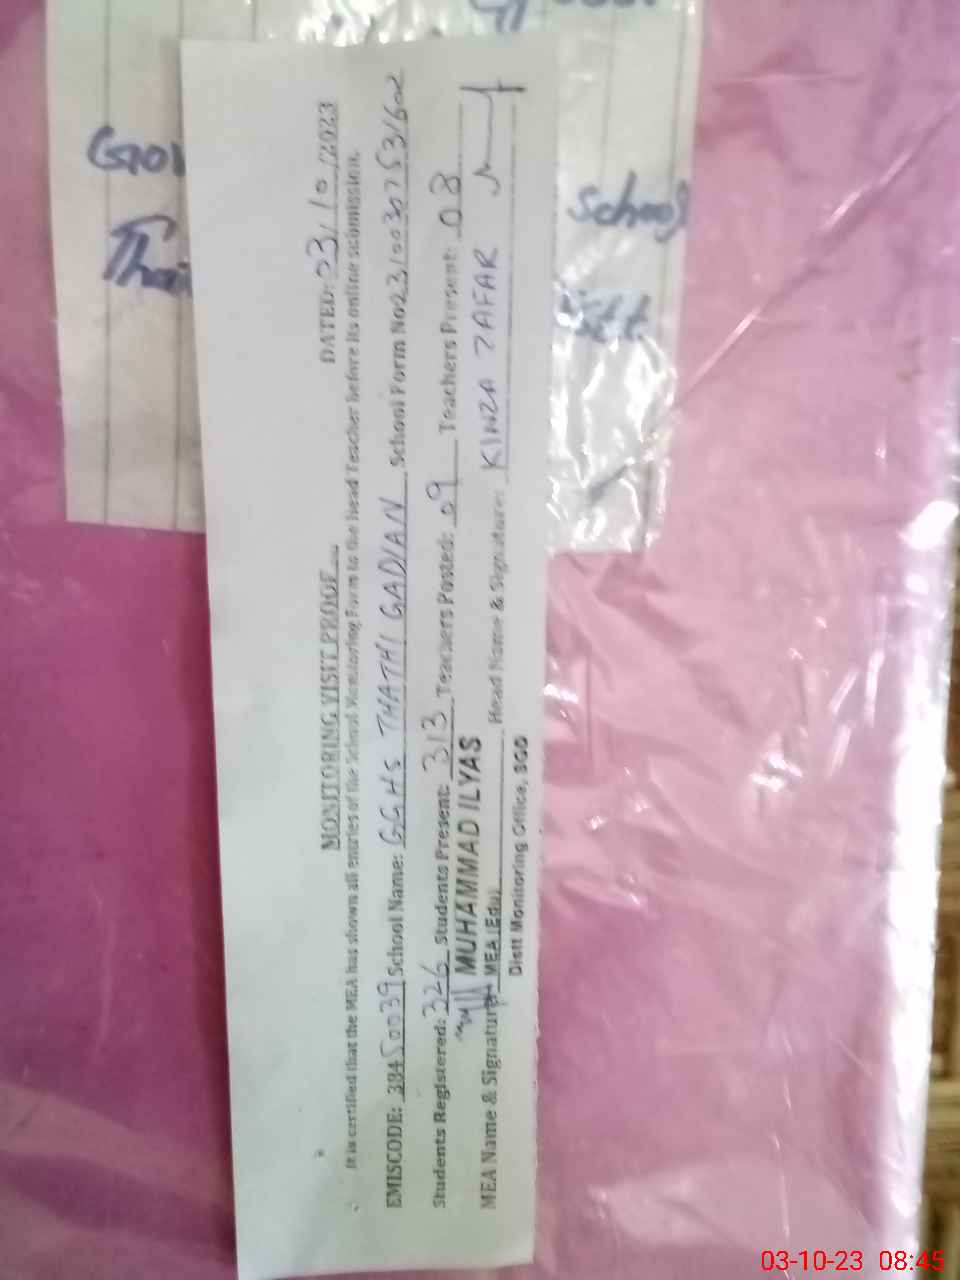 MONITORING VISIT PROOF
DATED: 03/10/2023
It is certified that the MEA has shown all entries of the School Monitoring Form to the head Teacher before its online submission.
EMISCODE: 38450039 School Name: GGHS THATHI GADIAN School Form No 2310030753602
Students Registered: 326 Students Present: 313 Teachers Posted: 09 Teachers Present: 08
MUHAMMAD ILYAS
MEA Name & Signature: MEA (Edu) Head Name & Signature: KINZA ZAFAR
Distt Monitoring Office, SGD
School
03-10-23 08:45